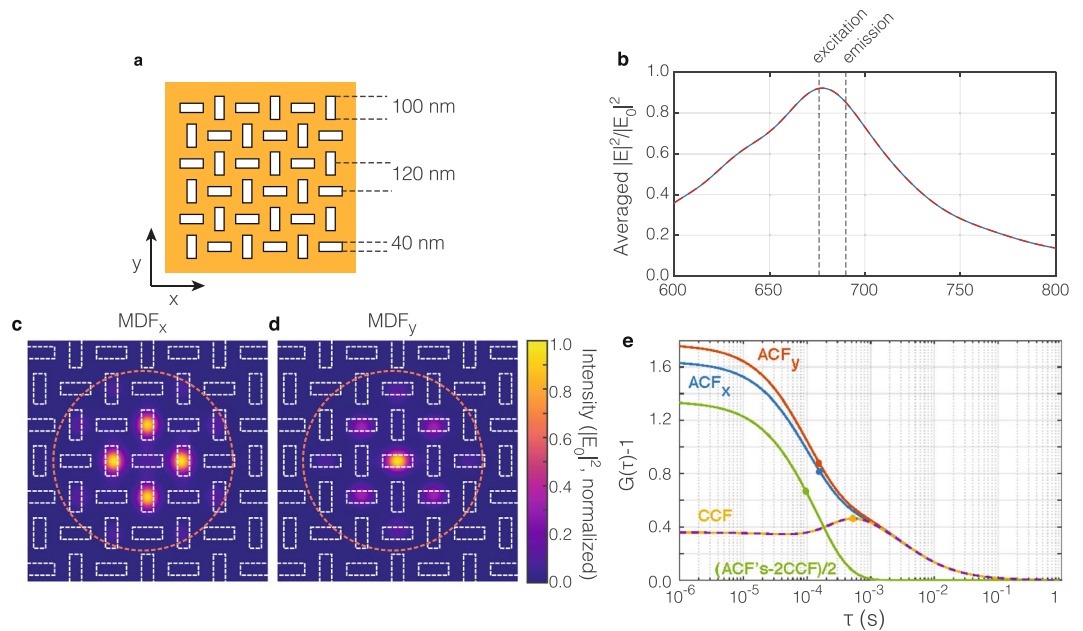 a
100 nm
120 nm
40 nm
y
x
b
excitation
emission
Averaged |E|²/|E₀|²
1.0
0.8
0.6
0.4
0.2
0.0
600
650
700
750
800
c
MDFₓ
d
MDFy
1.0
0.8
0.6
0.4
0.2
0.0
Intensity (|E₀|², normalized)
e
G(τ)-1
1.6
1.2
0.8
0.4
0.0
ACFy
ACFₓ
CCF
(ACF's-2CCF)/2
10⁻⁶
10⁻⁵
10⁻⁴
10⁻³
10⁻²
10⁻¹
1
τ (s)